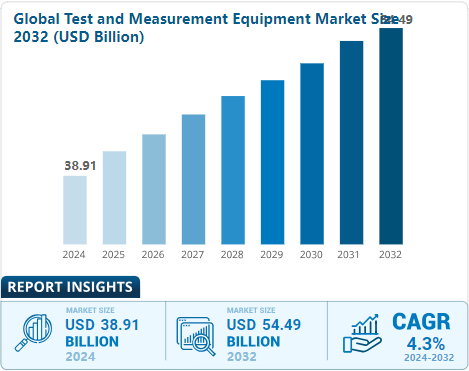 Global Test and Measurement Equipment Market Size
2032 (USD Billion)
54.49
38.91
2024 2025 2026 2027 2028 2029 2030 2031 2032
REPORT INSIGHTS
MARKET SIZE
USD 38.91
BILLION
2024
MARKET SIZE
USD 54.49
BILLION
2032
CAGR
4.3%
2024-2032